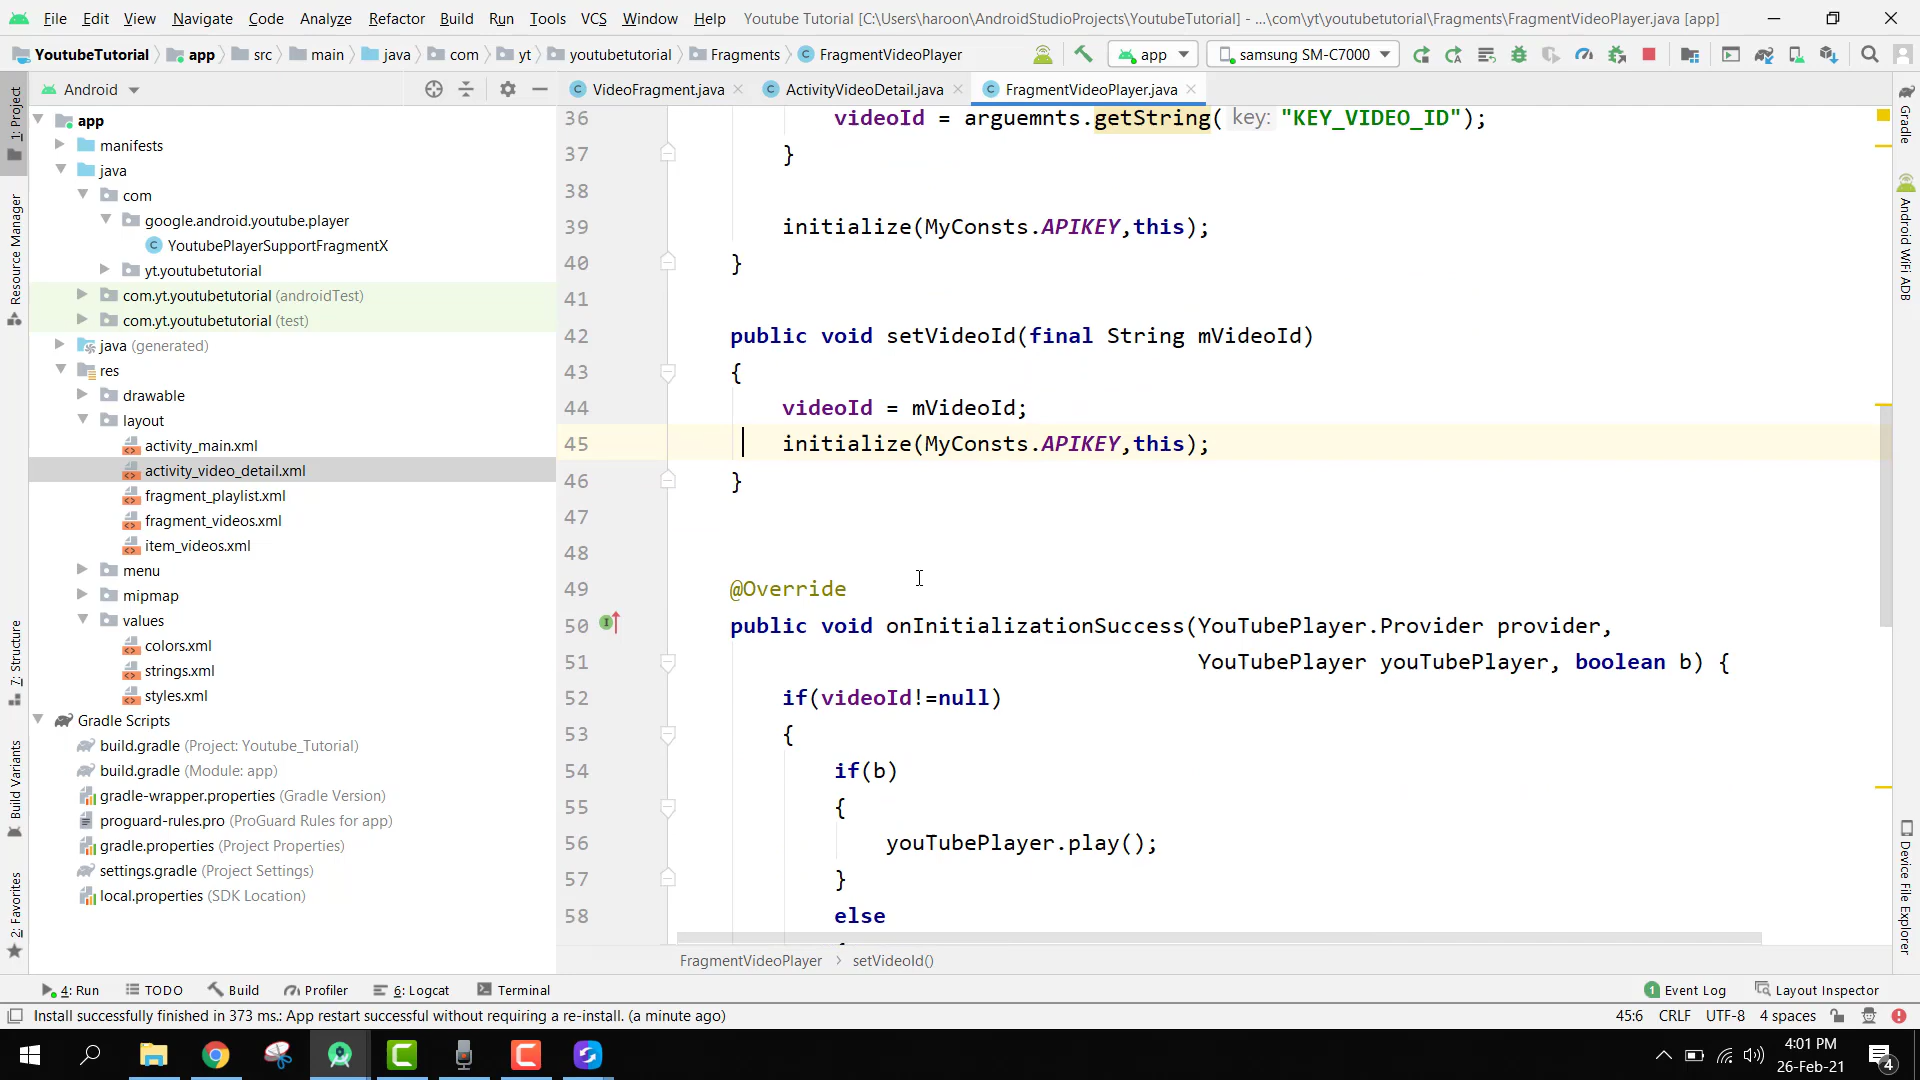 File Edit View Navigate Code Analyze Refactor Build Run Tools VCS Window Help Youtube Tutorial [C:\Users\haroon\AndroidStudioProjects\YoutubeTutorial] - ...\com\yt\youtubetutorial\Fragments\FragmentVideoPlayer.java [app]
YoutubeTutorial app src main java com yt youtubetutorial Fragments FragmentVideoPlayer app samsung SM-C7000
Android
VideoFragment.java ActivityVideoDetail.java FragmentVideoPlayer.java
1: Project
Resource Manager
7: Structure
Build Variants
2: Favorites
app
manifests
java
com
google.android.youtube.player
YoutubePlayerSupportFragmentX
yt.youtubetutorial
com.yt.youtubetutorial (androidTest)
com.yt.youtubetutorial (test)
java (generated)
res
drawable
layout
activity_main.xml
activity_video_detail.xml
fragment_playlist.xml
fragment_videos.xml
item_videos.xml
menu
mipmap
values
colors.xml
strings.xml
styles.xml
Gradle Scripts
build.gradle (Project: Youtube_Tutorial)
build.gradle (Module: app)
gradle-wrapper.properties (Gradle Version)
proguard-rules.pro (ProGuard Rules for app)
gradle.properties (Project Properties)
settings.gradle (Project Settings)
local.properties (SDK Location)
36 videoId = arguemnts.getString( key: "KEY_VIDEO_ID");
37 }
38
39 initialize(MyConsts.APIKEY,this);
40 }
41
42 public void setVideoId(final String mVideoId)
43 {
44 videoId = mVideoId;
45 initialize(MyConsts.APIKEY,this);
46 }
47
48
49 @Override
50 public void onInitializationSuccess(YouTubePlayer.Provider provider,
51 YouTubePlayer youTubePlayer, boolean b) {
52 if(videoId!=null)
53 {
54 if(b)
55 {
56 youTubePlayer.play();
57 }
58 else
Gradle
Android WiFi ADB
Device File Explorer
FragmentVideoPlayer setVideoId()
4: Run TODO Build Profiler 6: Logcat Terminal 1 Event Log Layout Inspector
Install successfully finished in 373 ms.: App restart successful without requiring a re-install. (a minute ago) 45:6 CRLF UTF-8 4 spaces
4:01 PM
26-Feb-21
4